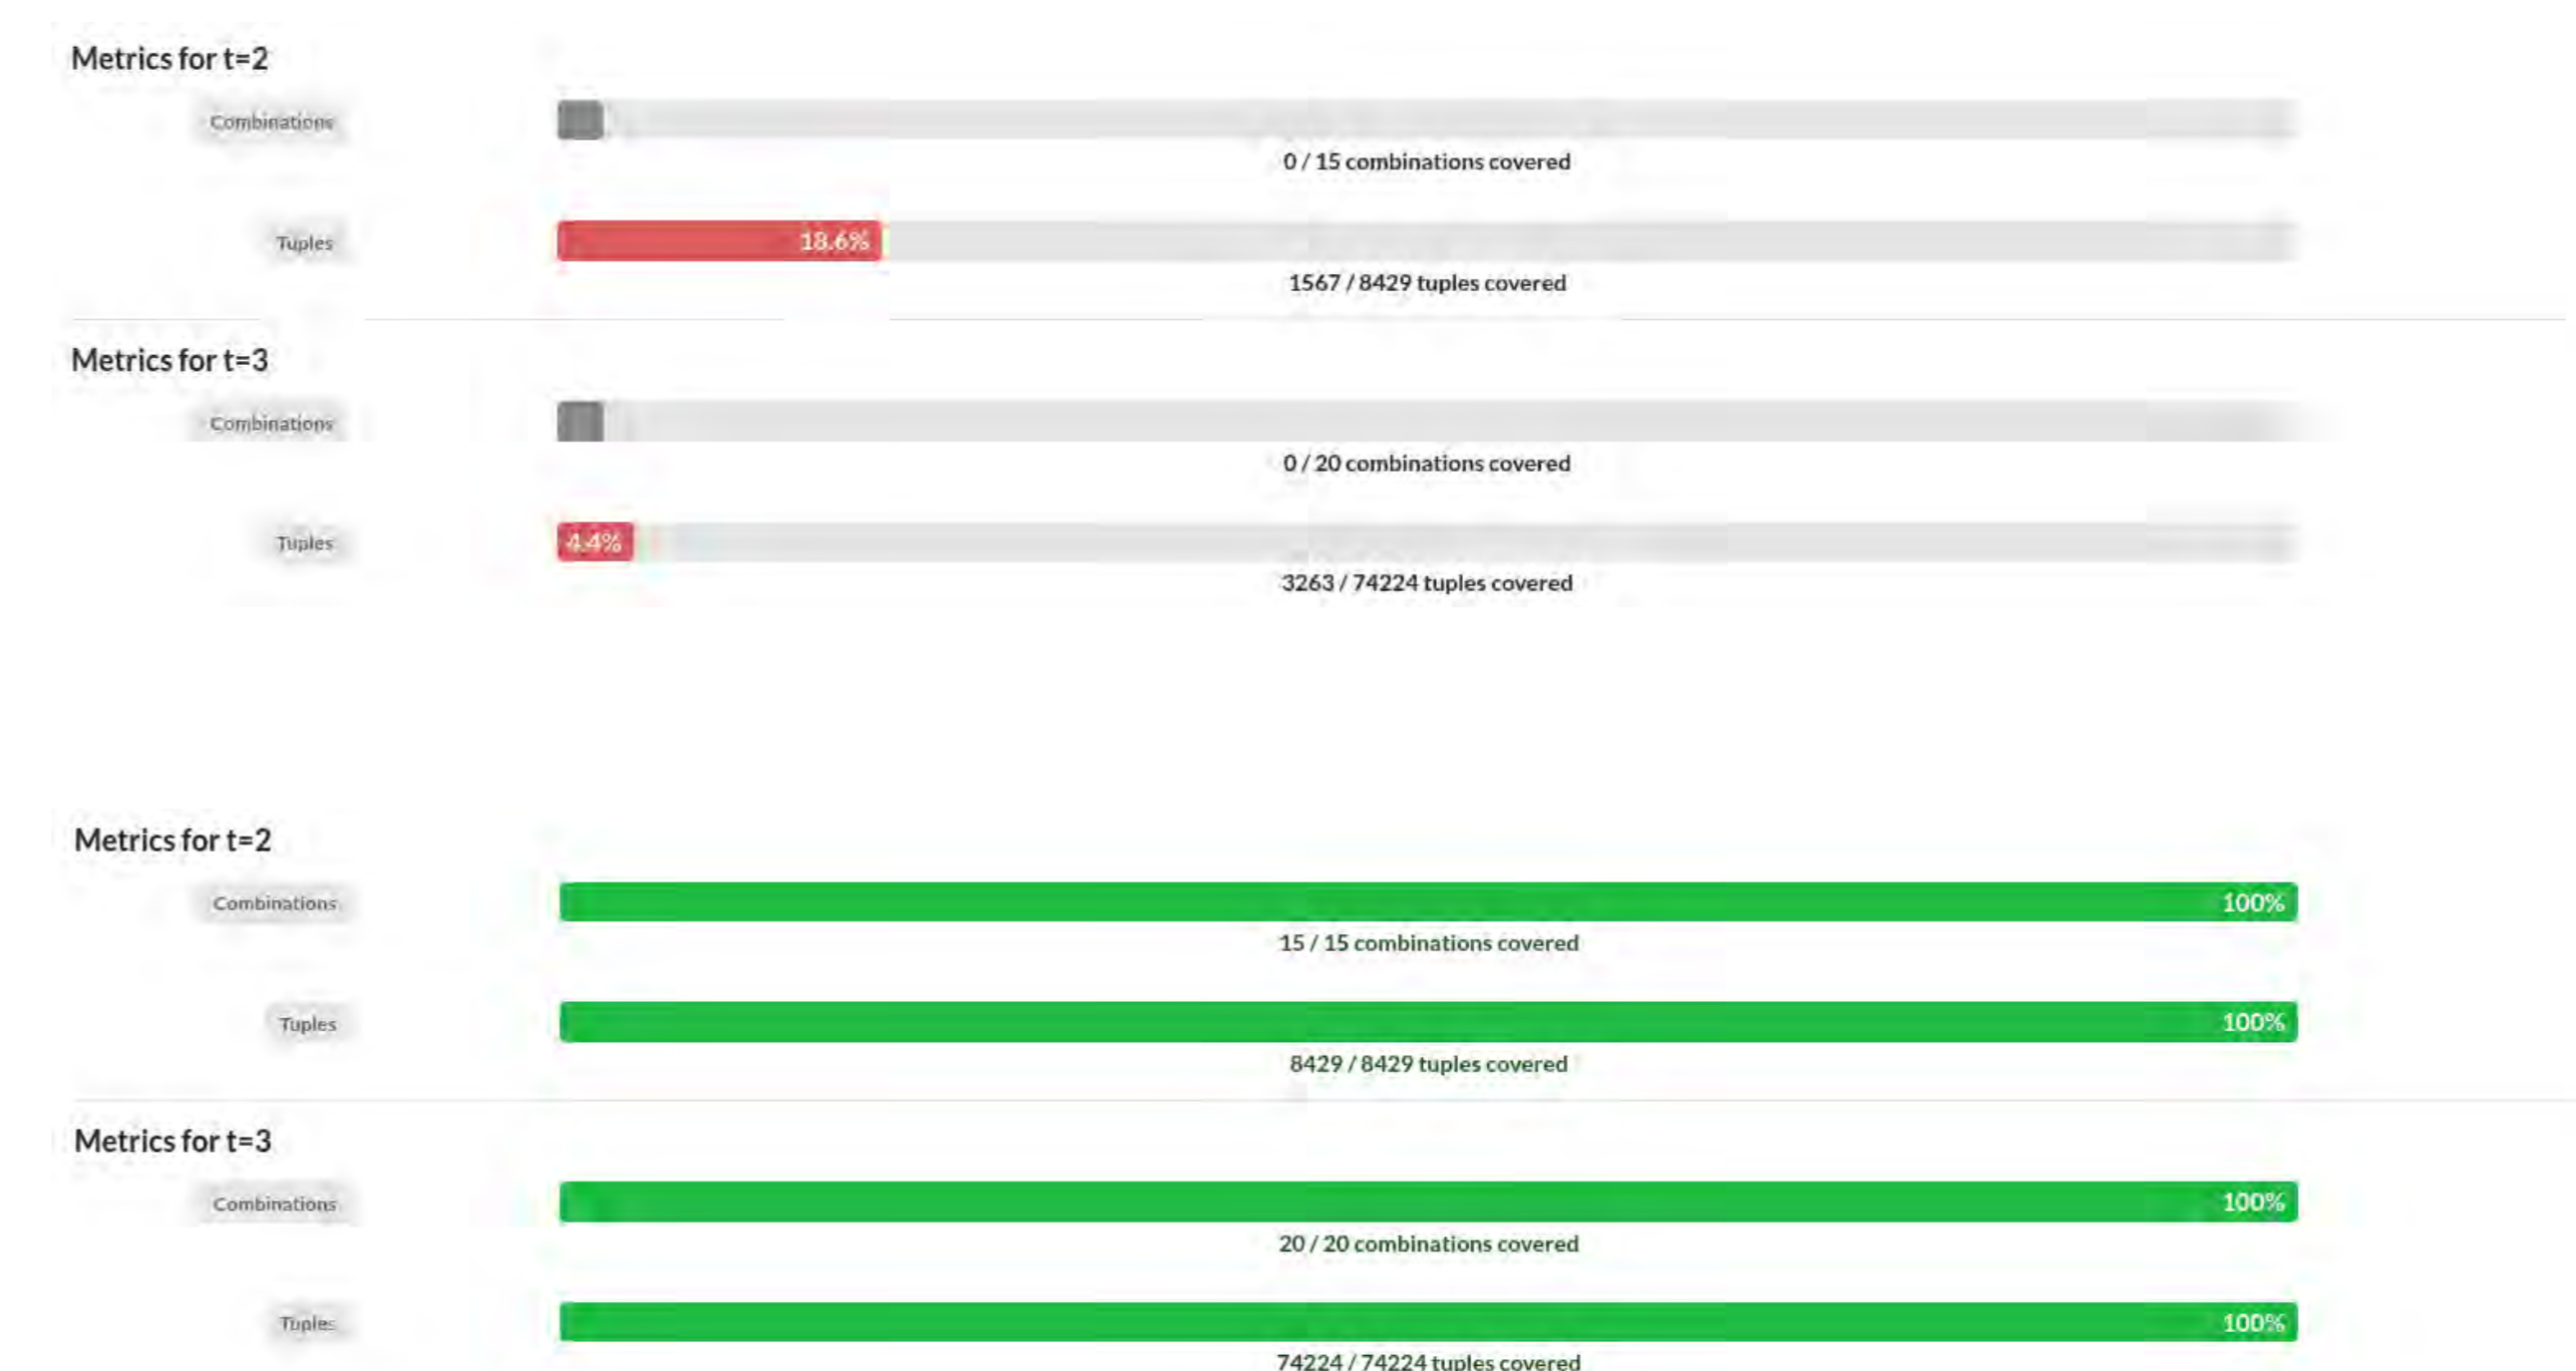 Metrics for t=2
Combinations
0 / 15 combinations covered
Tuples
18.6%
1567 / 8429 tuples covered
Metrics for t=3
Combinations
0 / 20 combinations covered
Tuples
4.4%
3263 / 74224 tuples covered
Metrics for t=2
Combinations
100%
15 / 15 combinations covered
Tuples
100%
8429 / 8429 tuples covered
Metrics for t=3
Combinations
100%
20 / 20 combinations covered
Tuples
100%
74224 / 74224 tuples covered